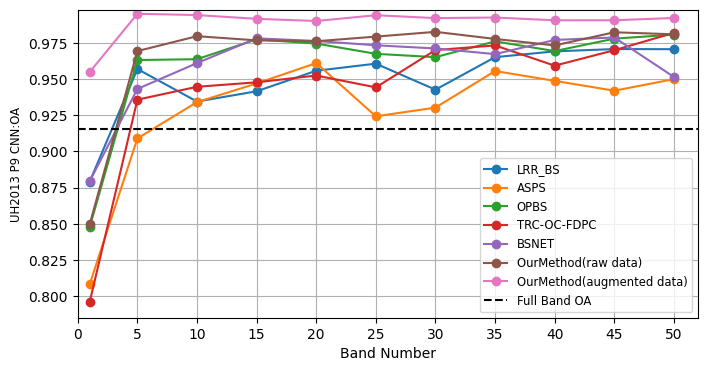 UH2013 P9 CNN:OA
0.975
0.950
0.925
0.900
0.875
0.850
0.825
0.800
0 5 10 15 20 25 30 35 40 45 50
Band Number
LRR_BS
ASPS
OPBS
TRC-OC-FDPC
BSNET
OurMethod(raw data)
OurMethod(augmented data)
Full Band OA